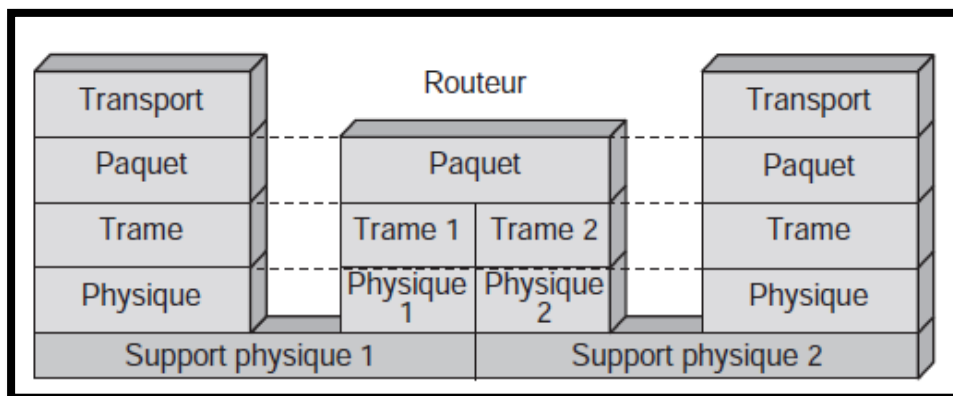 Routeur
Transport
Transport
Paquet
Paquet
Paquet
Trame
Trame 1
Trame 2
Trame
Physique
Physique
1
Physique
2
Physique
Support physique 1
Support physique 2